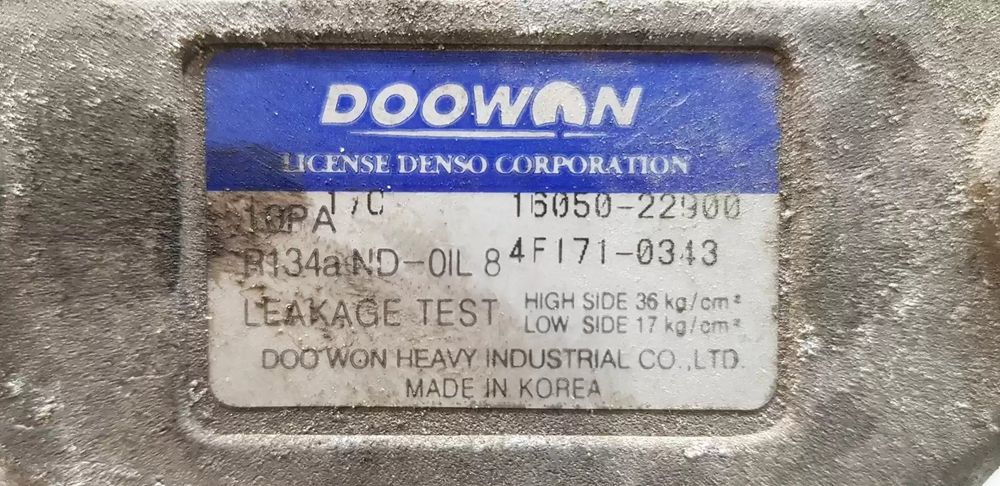 DOOWON
LICENSE DENSO CORPORATION
10PA 17C 16050-22900
R134a ND-OIL 8 4FI71-0343
LEAKAGE TEST HIGH SIDE 36 kg/cm²
LOW SIDE 17 kg/cm²
DOO WON HEAVY INDUSTRIAL CO.,LTD.
MADE IN KOREA